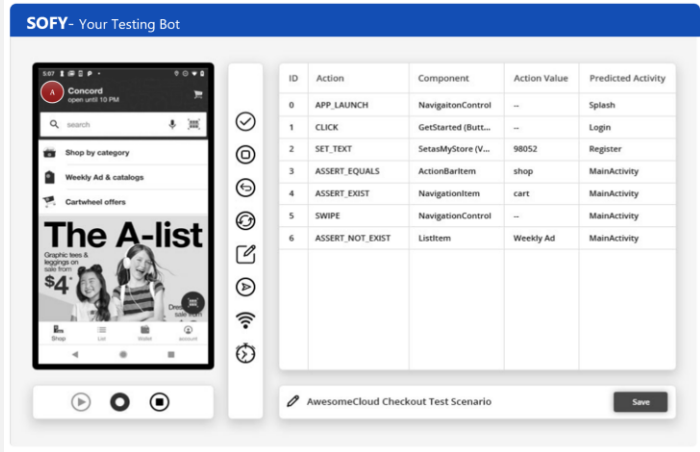 SOFY- Your Testing Bot
5:07
A
Concord
open until 10 PM
search
Shop by category
Weekly Ad & catalogs
Cartwheel offers
The A-list
Graphic tees &
leggings on
sale from
$4
Dres
sale from
Shop List Wallet account
ID Action Component Action Value Predicted Activity
0 APP_LAUNCH NavigaitonControl -- Splash
1 CLICK GetStarted (Butt... -- Login
2 SET_TEXT SetasMyStore (V... 98052 Register
3 ASSERT_EQUALS ActionBarItem shop MainActivity
4 ASSERT_EXIST NavigationItem cart MainActivity
5 SWIPE NavigationControl -- MainActivity
6 ASSERT_NOT_EXIST ListItem Weekly Ad MainActivity
AwesomeCloud Checkout Test Scenario
Save